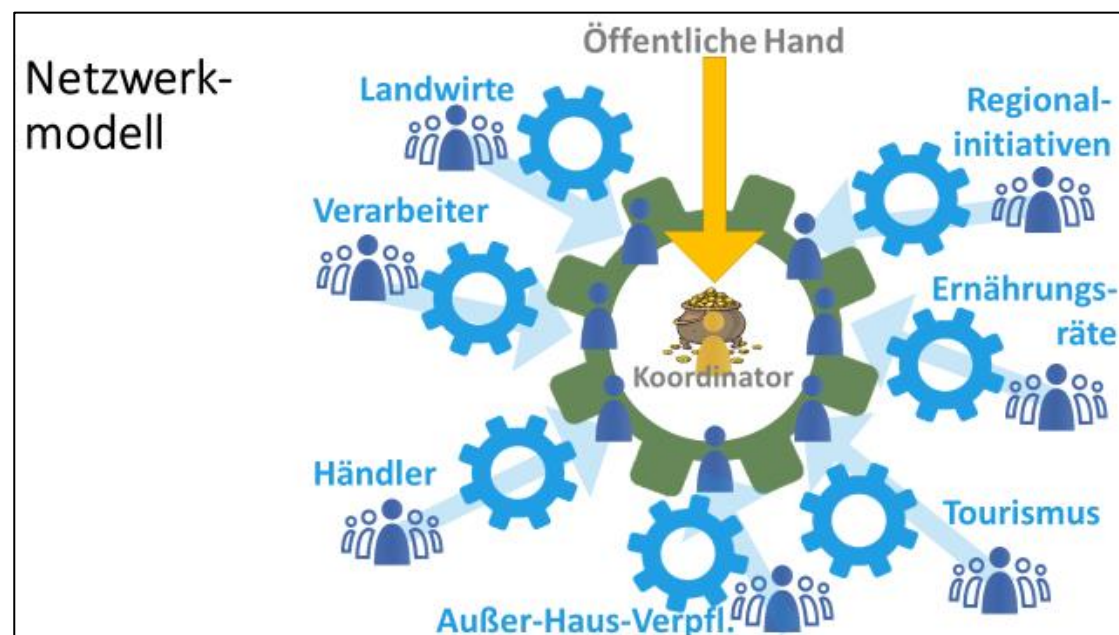 Netzwerk-
modell
Öffentliche Hand
Landwirte
Regional-
initiativen
Verarbeiter
Ernährungs-
räte
Koordinator
Händler
Tourismus
Außer-Haus-Verpfl.